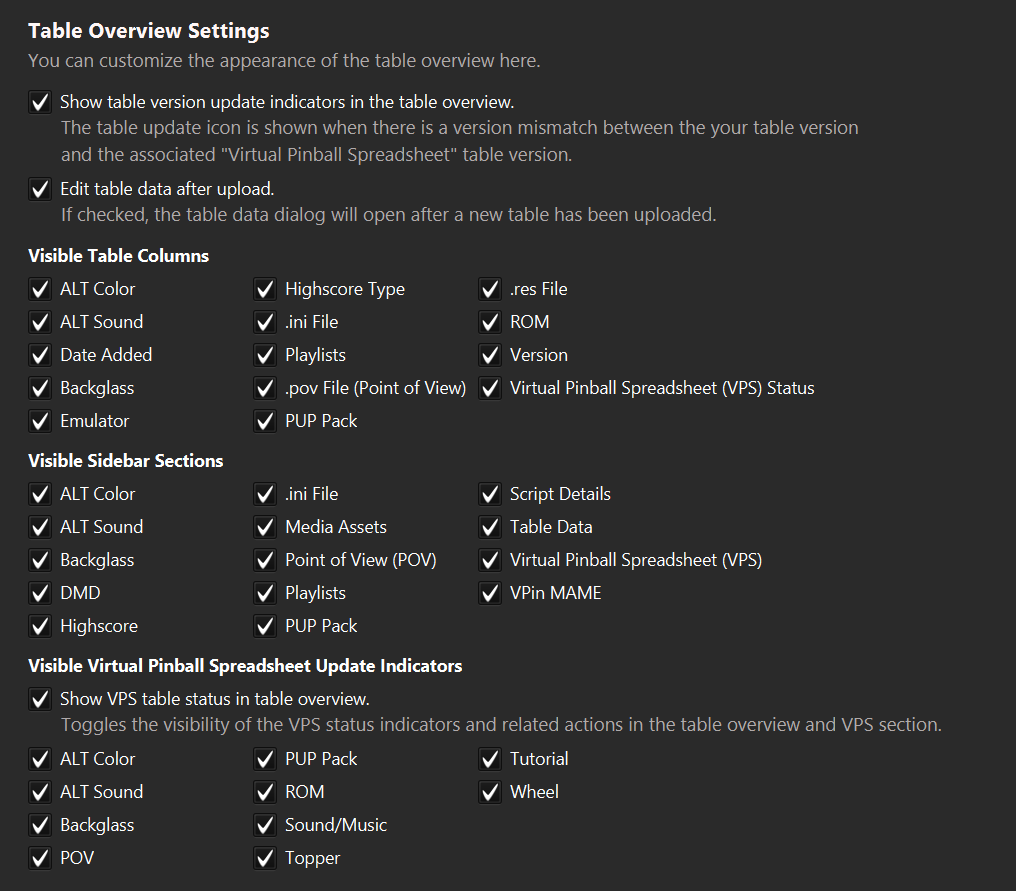 Table Overview Settings
You can customize the appearance of the table overview here.
Show table version update indicators in the table overview.
The table update icon is shown when there is a version mismatch between the your table version
and the associated "Virtual Pinball Spreadsheet" table version.
Edit table data after upload.
If checked, the table data dialog will open after a new table has been uploaded.
Visible Table Columns
ALT Color Highscore Type .res File
ALT Sound .ini File ROM
Date Added Playlists Version
Backglass .pov File (Point of View) Virtual Pinball Spreadsheet (VPS) Status
Emulator PUP Pack
Visible Sidebar Sections
ALT Color .ini File Script Details
ALT Sound Media Assets Table Data
Backglass Point of View (POV) Virtual Pinball Spreadsheet (VPS)
DMD Playlists VPin MAME
Highscore PUP Pack
Visible Virtual Pinball Spreadsheet Update Indicators
Show VPS table status in table overview.
Toggles the visibility of the VPS status indicators and related actions in the table overview and VPS section.
ALT Color PUP Pack Tutorial
ALT Sound ROM Wheel
Backglass Sound/Music
POV Topper